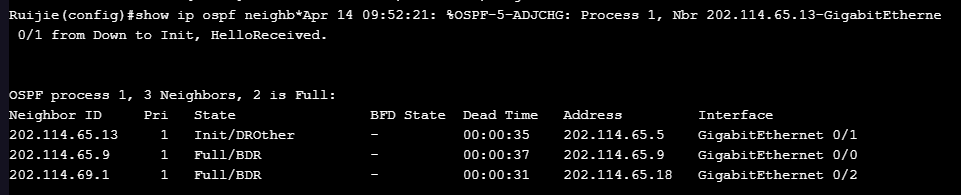 Ruijie(config)#show ip ospf neighb*Apr 14 09:52:21: %OSPF-5-ADJCHG: Process 1, Nbr 202.114.65.13-GigabitEtherne
0/1 from Down to Init, HelloReceived.
OSPF process 1, 3 Neighbors, 2 is Full:
Neighbor ID Pri State BFD State Dead Time Address Interface
202.114.65.13 1 Init/DROther - 00:00:35 202.114.65.5 GigabitEthernet 0/1
202.114.65.9 1 Full/BDR - 00:00:37 202.114.65.9 GigabitEthernet 0/0
202.114.69.1 1 Full/BDR - 00:00:31 202.114.65.18 GigabitEthernet 0/2